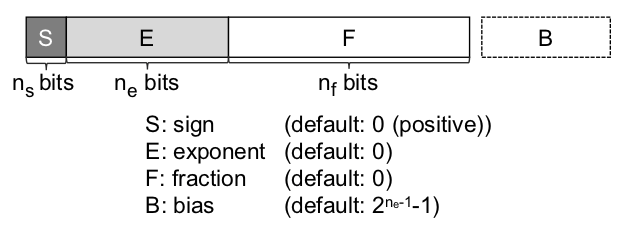 S E F B
nₛ bits nₑ bits n_f bits
S: sign (default: 0 (positive))
E: exponent (default: 0)
F: fraction (default: 0)
B: bias (default: 2ⁿᵉ⁻¹-1)